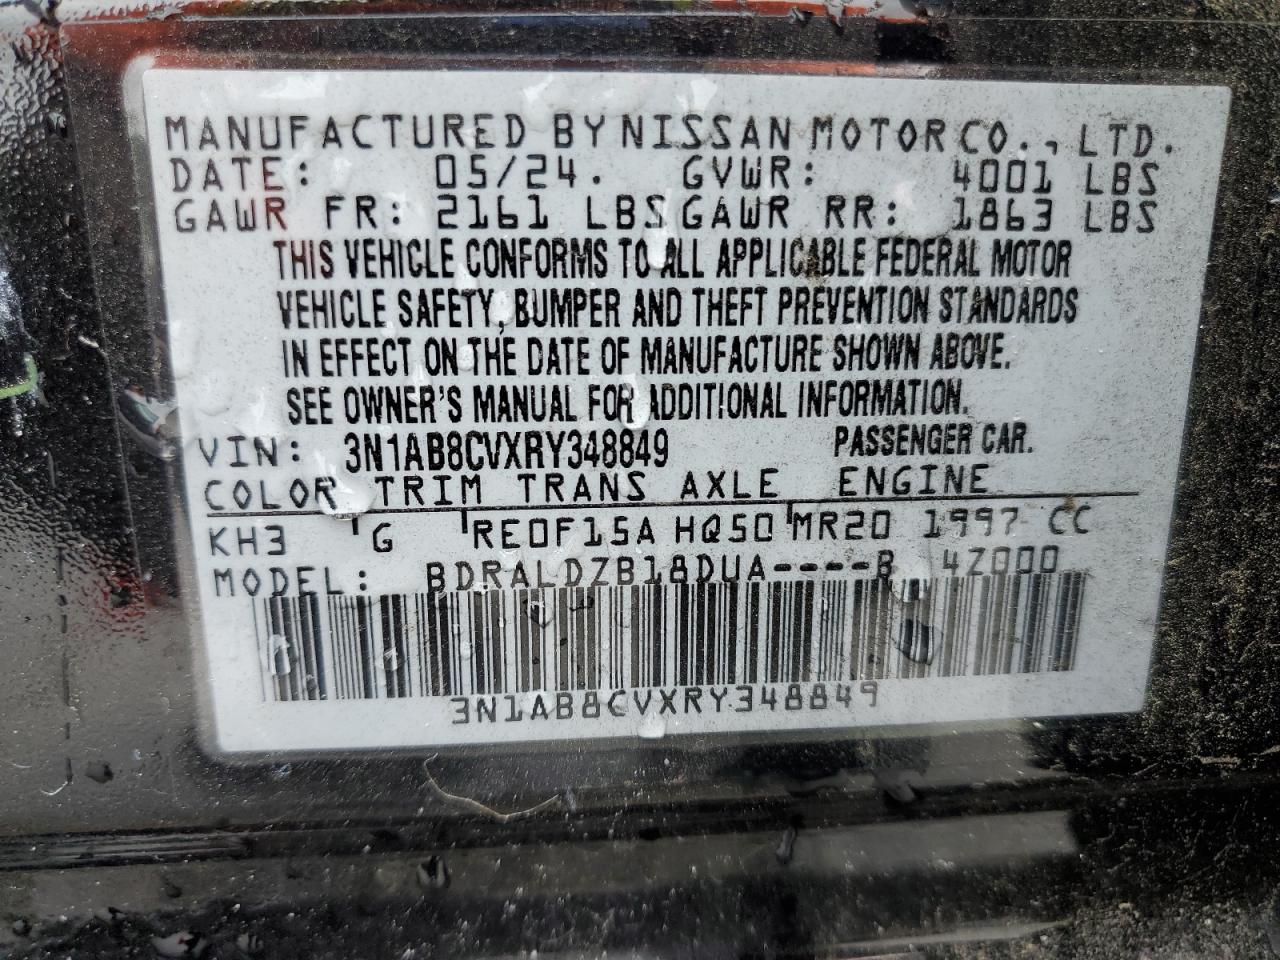 MANUFACTURED BY NISSAN MOTOR CO., LTD.
DATE: 05/24. GVWR: 4001 LBS
GAWR FR: 2161 LBS GAWR RR: 1863 LBS
THIS VEHICLE CONFORMS TO ALL APPLICABLE FEDERAL MOTOR
VEHICLE SAFETY, BUMPER AND THEFT PREVENTION STANDARDS
IN EFFECT ON THE DATE OF MANUFACTURE SHOWN ABOVE.
SEE OWNER'S MANUAL FOR ADDITIONAL INFORMATION.
VIN: 3N1AB8CVXRY348849 PASSENGER CAR.
COLOR TRIM TRANS AXLE ENGINE
KH3 G RE0F15A HQ50 MR20 1997 CC
MODEL: BDRALDZB18DUA----B 4Z000
3N1AB8CVXRY348849